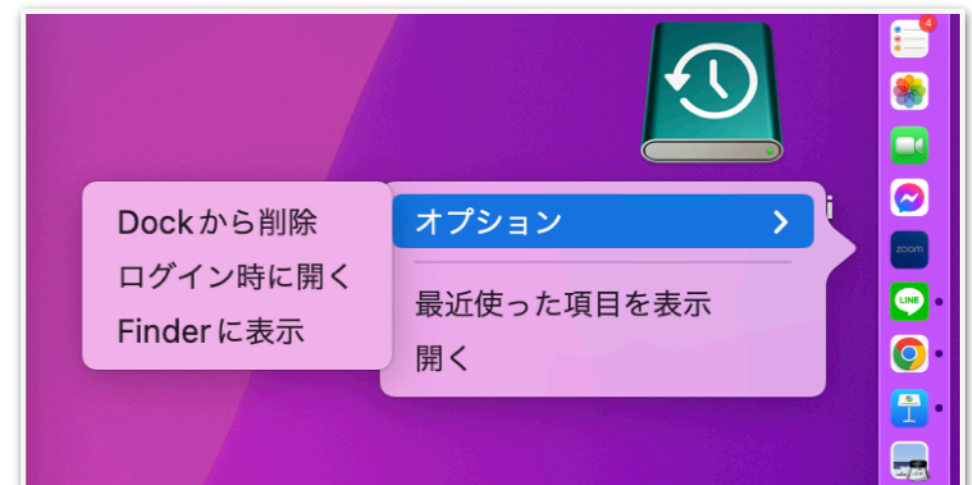 4
i
Dockから削除
ログイン時に開く
Finderに表示
オプション
最近使った項目を表示
開く
zoom
LINE